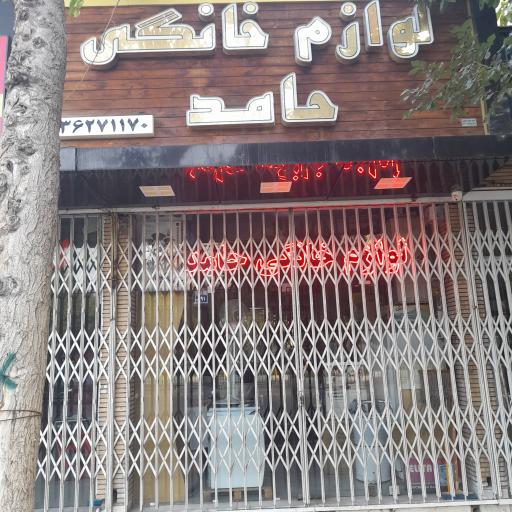 لوازم خانگی
حامد
۳۶۲۷۱۱۷۰
لوازم خانگی حامد